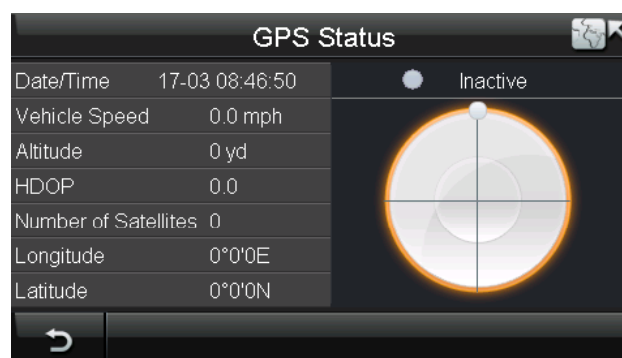 GPS Status
Date/Time 17-03 08:46:50
Inactive
Vehicle Speed 0.0 mph
Altitude 0 yd
HDOP 0.0
Number of Satellites 0
Longitude 0°0'0E
Latitude 0°0'0N